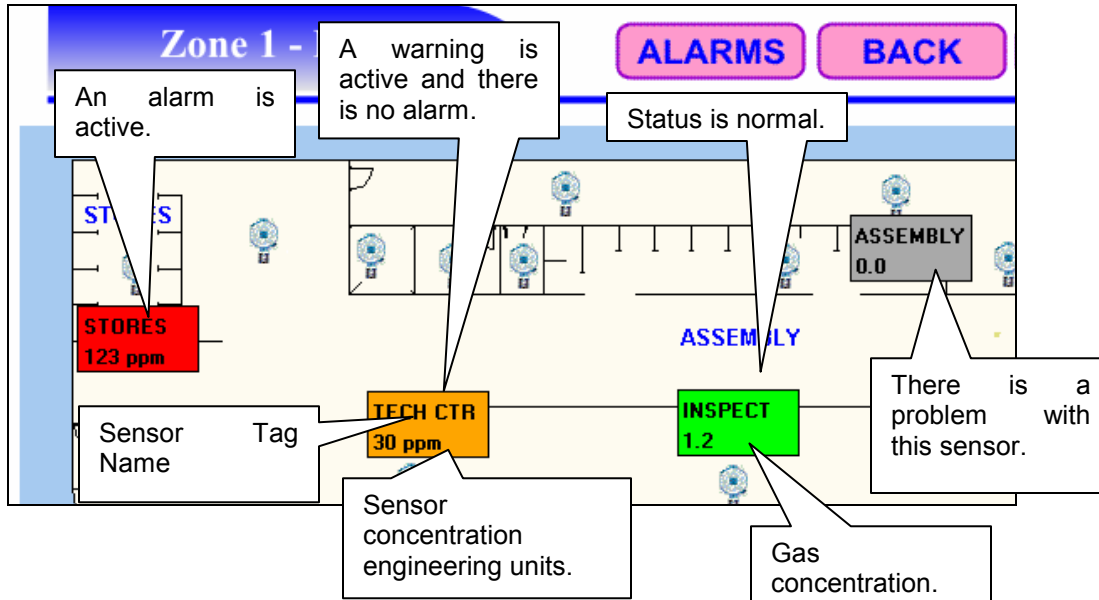 Zone 1 -
ALARMS
BACK
A warning is
active and there
is no alarm.
An alarm is
active.
Status is normal.
ASSEMBLY
0.0
STORES
123 ppm
ASSEMBLY
There is a
problem with
this sensor.
TECH CTR
30 ppm
INSPECT
1.2
Sensor Tag
Name
Sensor
concentration
engineering units.
Gas
concentration.